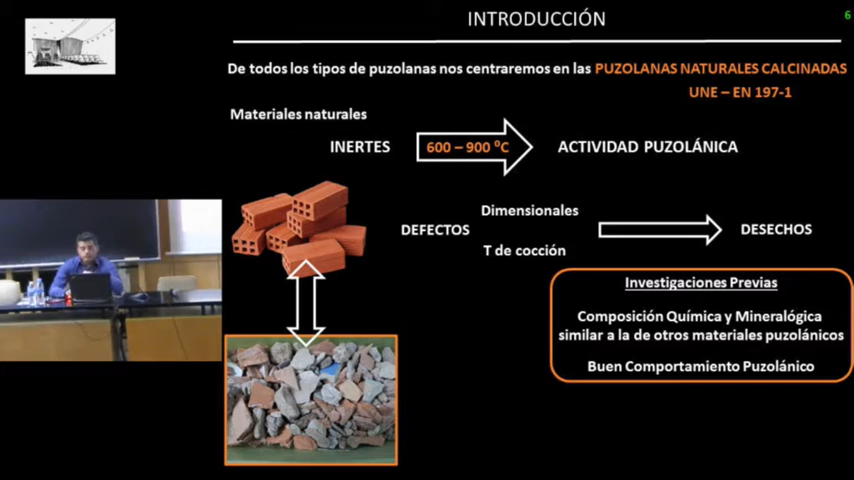 INTRODUCCIÓN
6
De todos los tipos de puzolanas nos centraremos en las PUZOLANAS NATURALES CALCINADAS
UNE – EN 197-1
Materiales naturales
INERTES
600 – 900 ºC
ACTIVIDAD PUZOLÁNICA
Dimensionales
DEFECTOS
DESECHOS
T de cocción
Investigaciones Previas
Composición Química y Mineralógica
similar a la de otros materiales puzolánicos
Buen Comportamiento Puzolánico